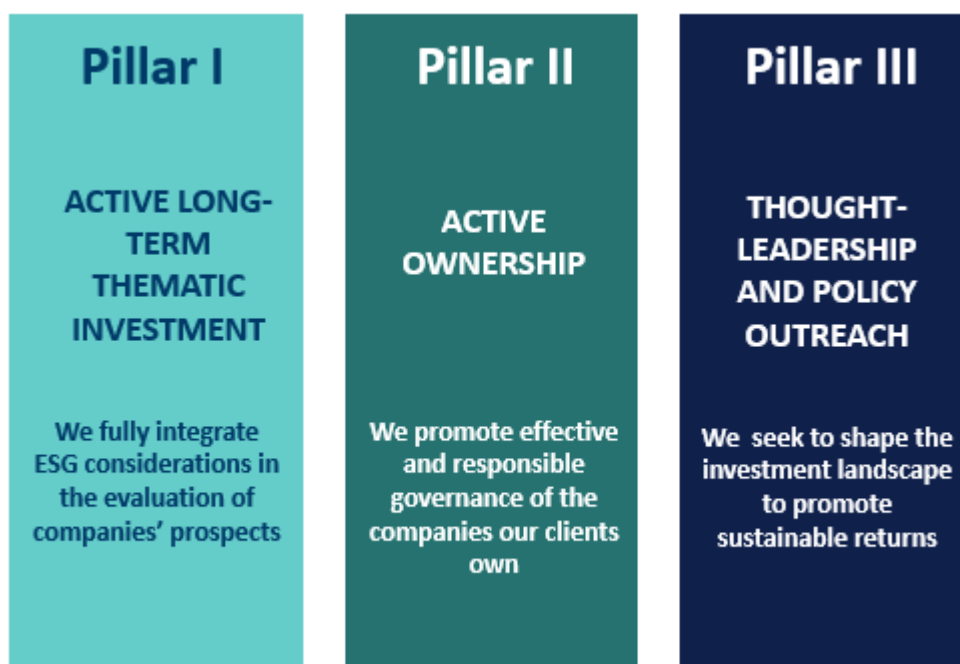 Pillar I
ACTIVE LONG-
TERM
THEMATIC
INVESTMENT
We fully integrate
ESG considerations in
the evaluation of
companies’ prospects
Pillar II
ACTIVE
OWNERSHIP
We promote effective
and responsible
governance of the
companies our clients
own
Pillar III
THOUGHT-
LEADERSHIP
AND POLICY
OUTREACH
We  seek to shape the
investment landscape
to promote
sustainable returns